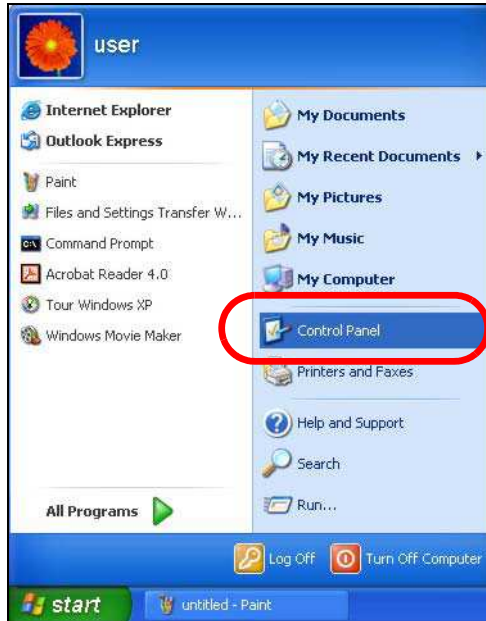 user
Internet Explorer
Outlook Express
Paint
Files and Settings Transfer W...
Command Prompt
Acrobat Reader 4.0
Tour Windows XP
Windows Movie Maker
All Programs
My Documents
My Recent Documents
My Pictures
My Music
My Computer
Control Panel
Printers and Faxes
Help and Support
Search
Run...
Log Off
Turn Off Computer
start
untitled - Paint